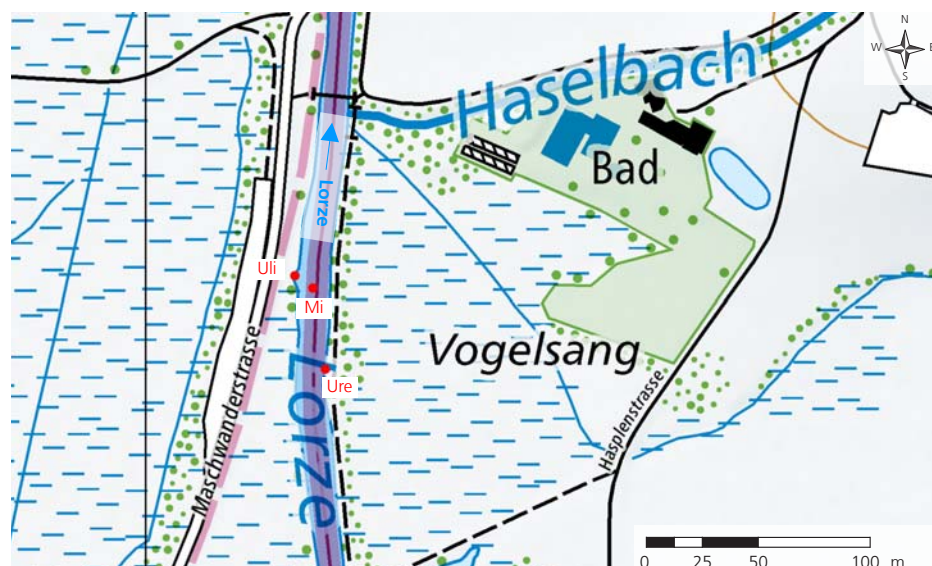 N
W E
S
Haselbach
Bad
Lorze
Uli
Mi
Vogelsang
Ure
Maschwanderstrasse
Lorze
Hasplenstrasse
0 25 50 100 m